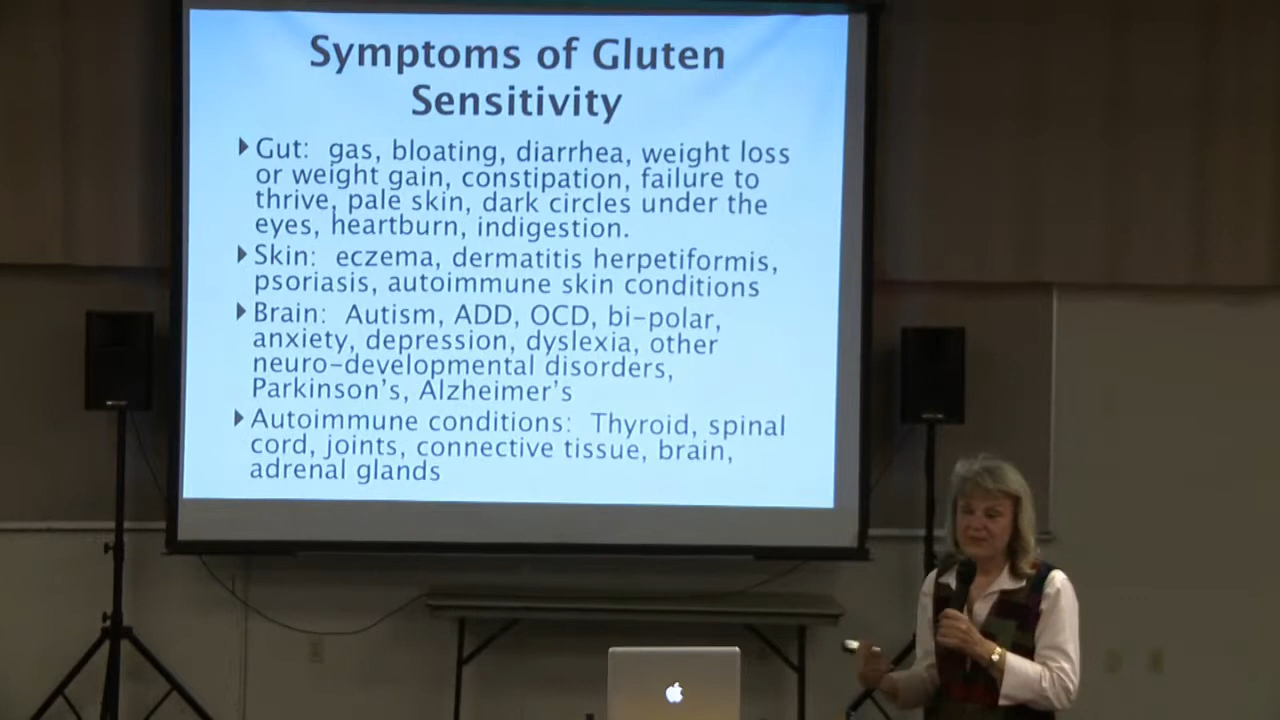 Symptoms of Gluten
Sensitivity
Gut: gas, bloating, diarrhea, weight loss
or weight gain, constipation, failure to
thrive, pale skin, dark circles under the
eyes, heartburn, indigestion.
Skin: eczema, dermatitis herpetiformis,
psoriasis, autoimmune skin conditions
Brain: Autism, ADD, OCD, bi-polar,
anxiety, depression, dyslexia, other
neuro-developmental disorders,
Parkinson's, Alzheimer's
Autoimmune conditions: Thyroid, spinal
cord, joints, connective tissue, brain,
adrenal glands